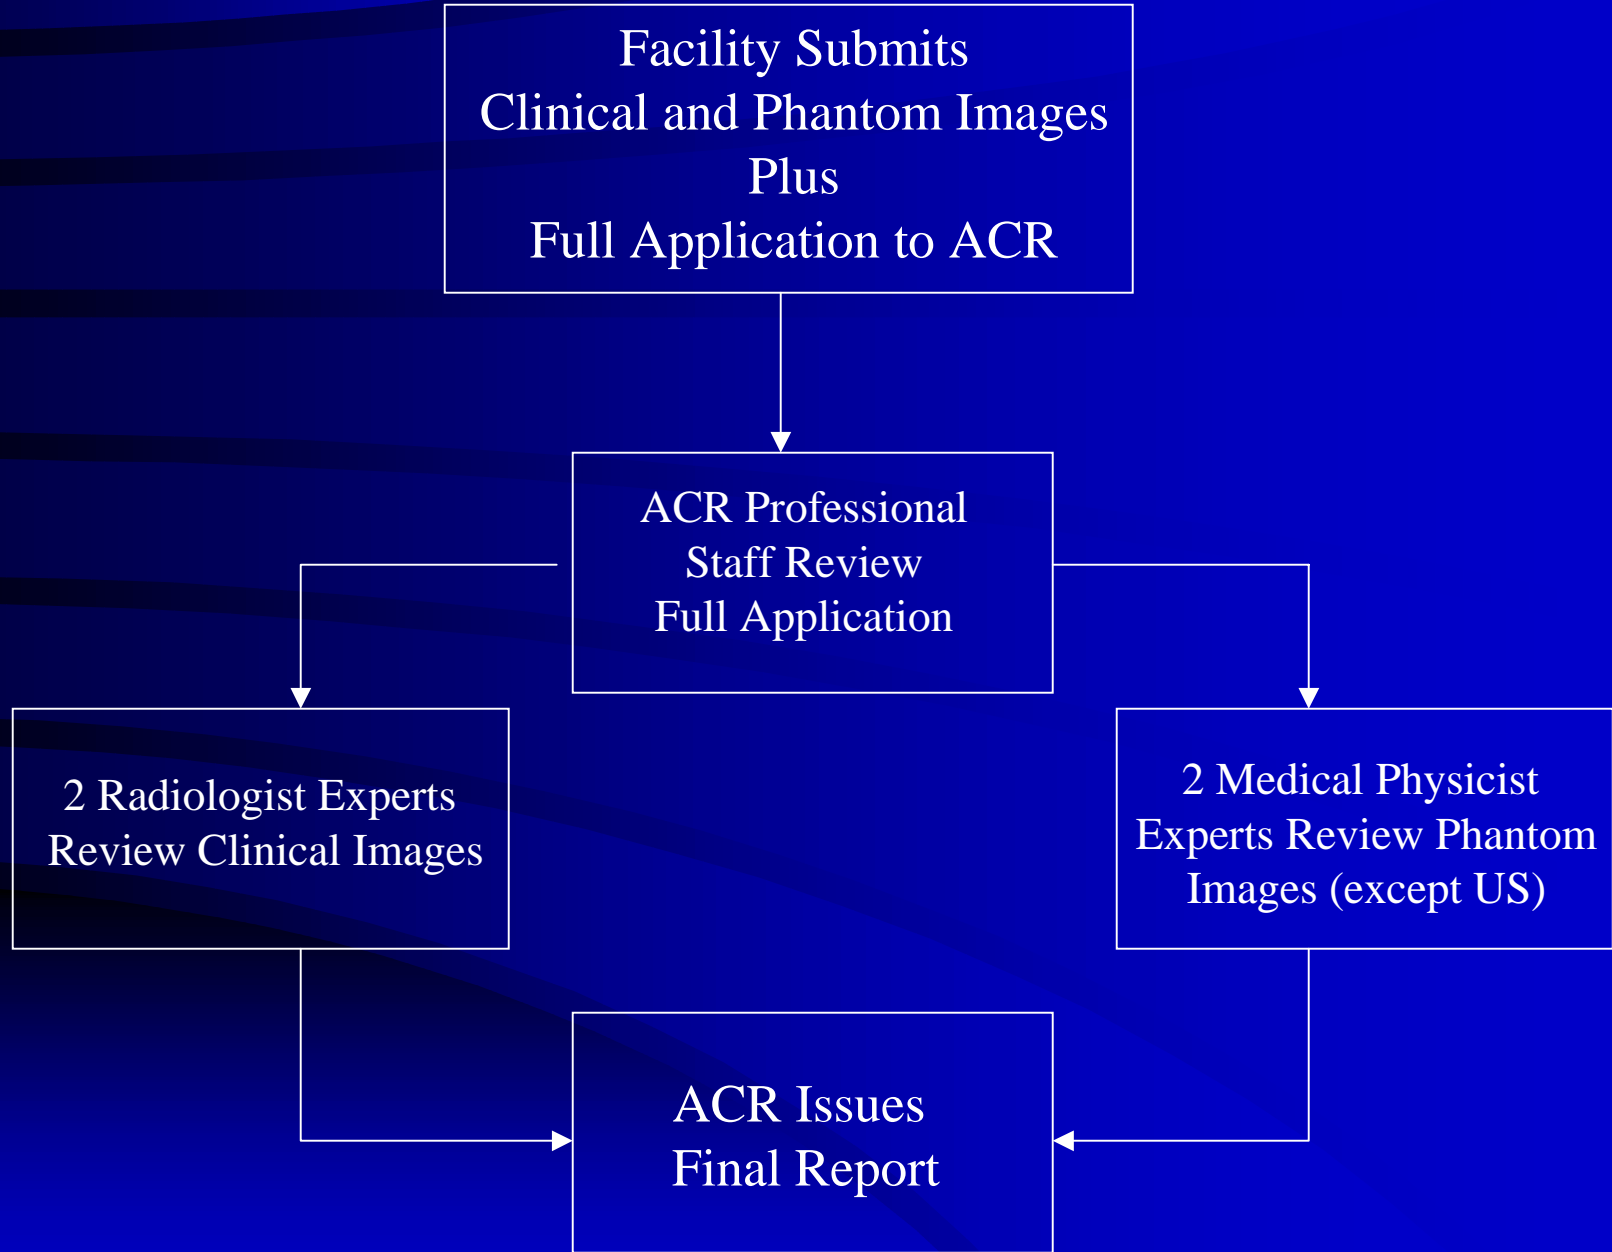 Facility Submits
Clinical and Phantom Images
Plus
Full Application to ACR
ACR Professional
Staff Review
Full Application
2 Radiologist Experts
Review Clinical Images
2 Medical Physicist
Experts Review Phantom
Images (except US)
ACR Issues
Final Report